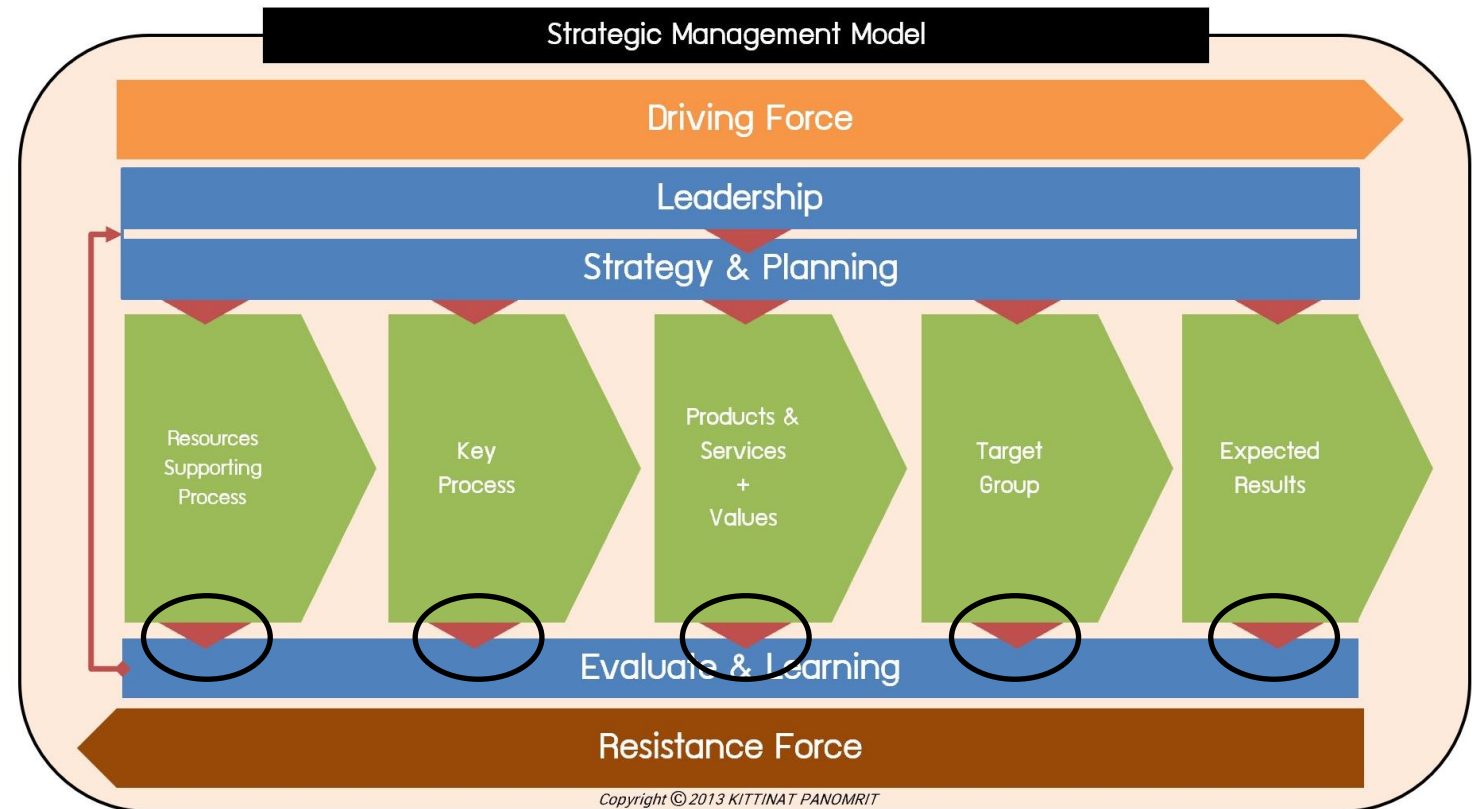 Strategic Management Model
Driving Force
Leadership
Strategy & Planning
Resources
Supporting
Process
Key
Process
Products &
Services
+
Values
Target
Group
Expected
Results
Evaluate & Learning
Resistance Force
Copyright © 2013 KITTINAT PANOMRIT